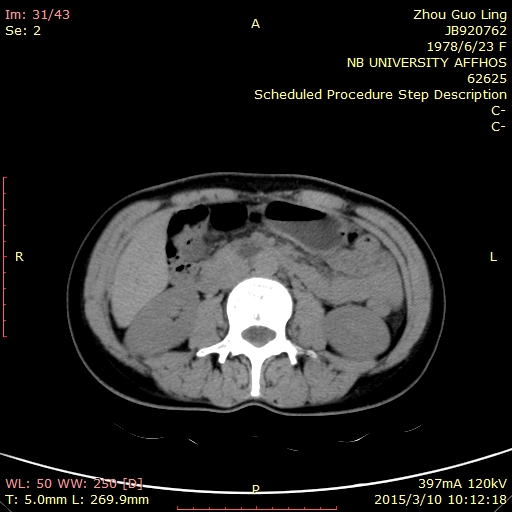 Im: 31/43
Se: 2
A
Zhou Guo Ling
JB920762
1978/6/23 F
NB UNIVERSITY AFFHOS
62625
Scheduled Procedure Step Description
C-
C-
R
L
WL: 50 WW: 250 [D]
T: 5.0mm L: 269.9mm
P
397mA 120kV
2015/3/10 10:12:18